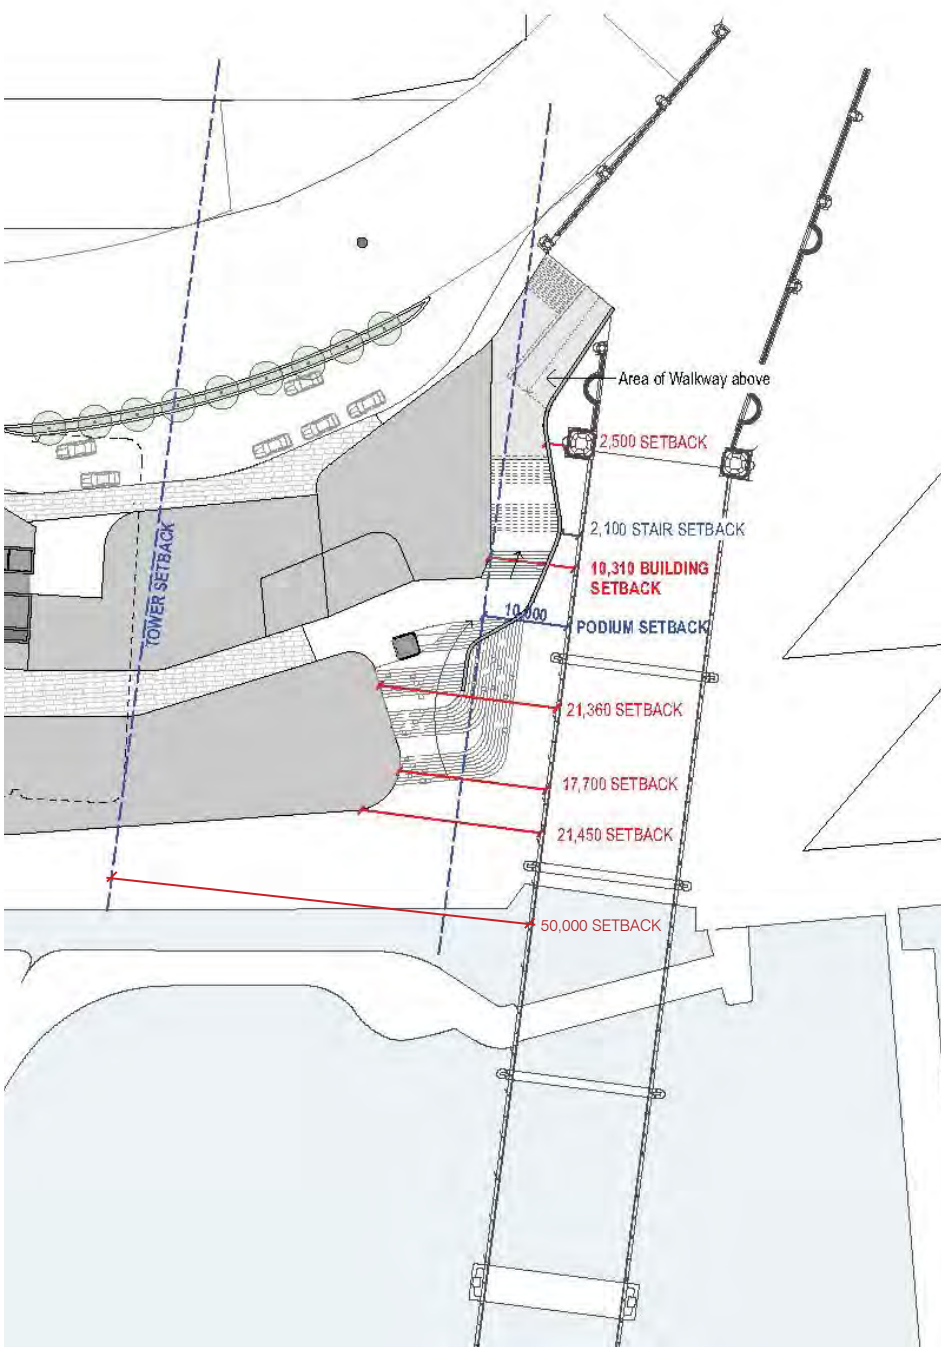 Area of Walkway above
2,500 SETBACK
2,100 STAIR SETBACK
10,310 BUILDING
SETBACK
TOWER SETBACK
10,000
PODIUM SETBACK
21,360 SETBACK
17,700 SETBACK
21,450 SETBACK
50,000 SETBACK